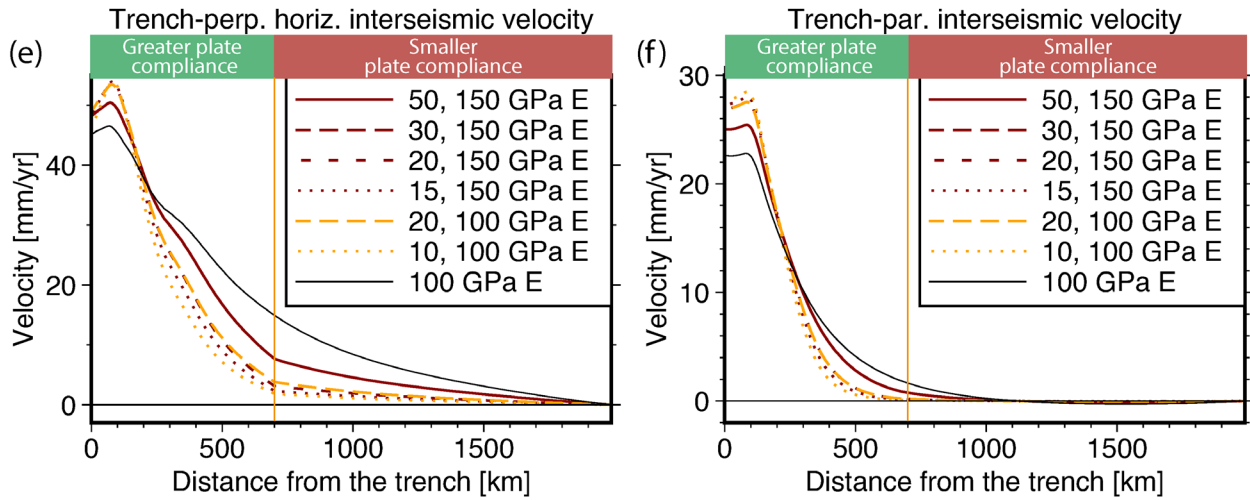 (e)
Trench-perp. horiz. interseismic velocity
Greater plate
compliance
Smaller
plate compliance
50, 150 GPa E
30, 150 GPa E
20, 150 GPa E
15, 150 GPa E
20, 100 GPa E
10, 100 GPa E
100 GPa E
Velocity [mm/yr]
40
20
0
0
500
1000
1500
Distance from the trench [km]
(f)
Trench-par. interseismic velocity
Greater plate
compliance
Smaller
plate compliance
50, 150 GPa E
30, 150 GPa E
20, 150 GPa E
15, 150 GPa E
20, 100 GPa E
10, 100 GPa E
100 GPa E
Velocity [mm/yr]
30
20
10
0
0
500
1000
1500
Distance from the trench [km]